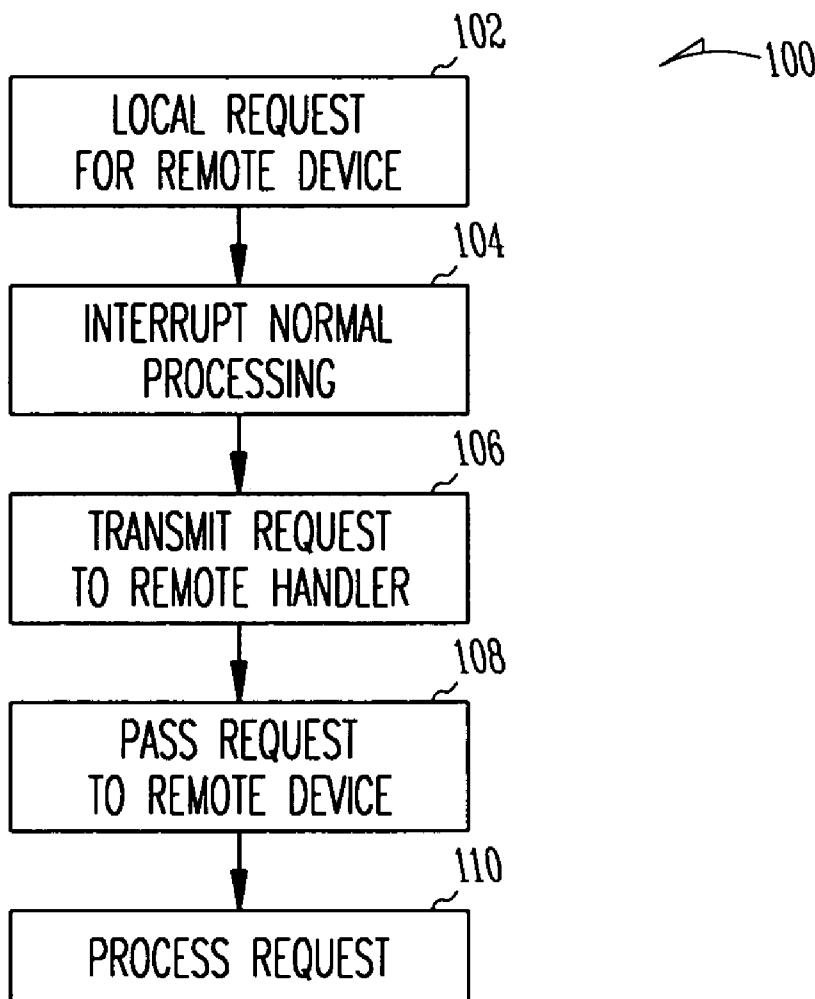 102
100
LOCAL REQUEST
FOR REMOTE DEVICE
104
INTERRUPT NORMAL
PROCESSING
106
TRANSMIT REQUEST
TO REMOTE HANDLER
108
PASS REQUEST
TO REMOTE DEVICE
110
PROCESS REQUEST